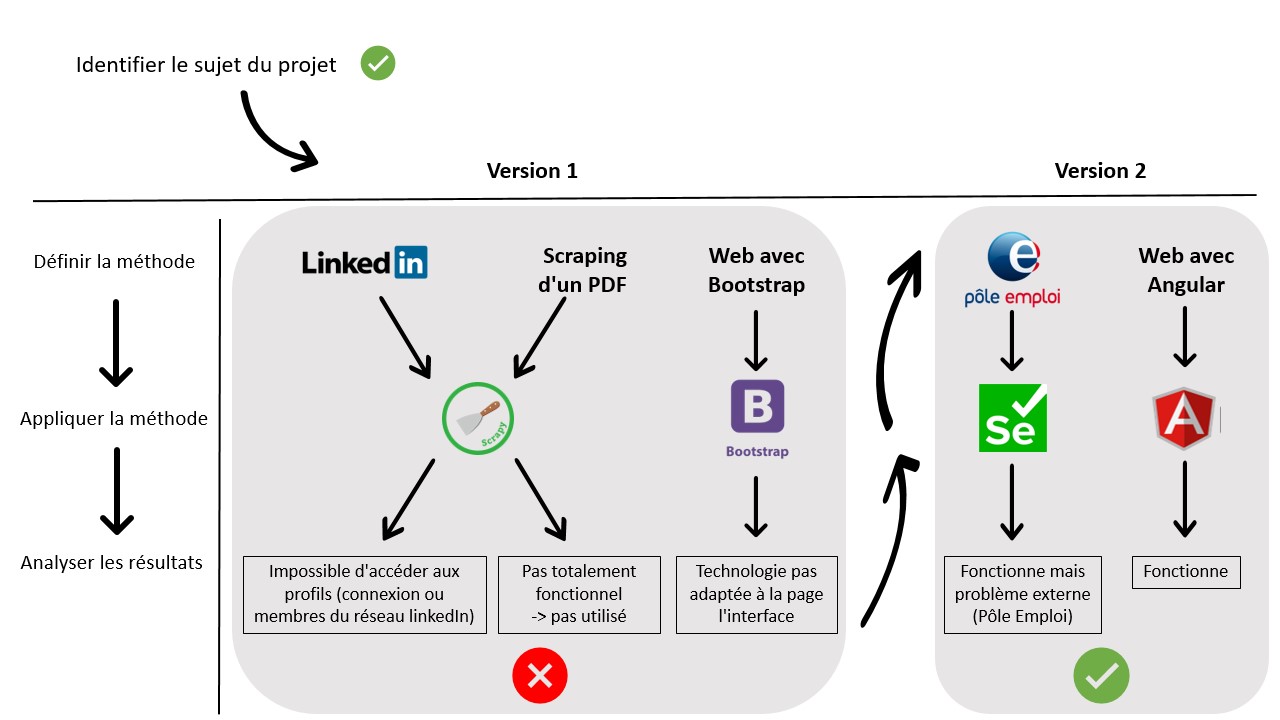 Identifier le sujet du projet
Version 1
Version 2
Définir la méthode
Linked in
Scraping
d'un PDF
Web avec
Bootstrap
pôle emploi
Web avec
Angular
Appliquer la méthode
Scrapy
B
Bootstrap
Se
A
Analyser les résultats
Impossible d'accéder aux
profils (connexion ou
membres du réseau linkedIn)
Pas totalement
fonctionnel
-> pas utilisé
Technologie pas
adaptée à la page
l'interface
Fonctionne mais
problème externe
(Pôle Emploi)
Fonctionne